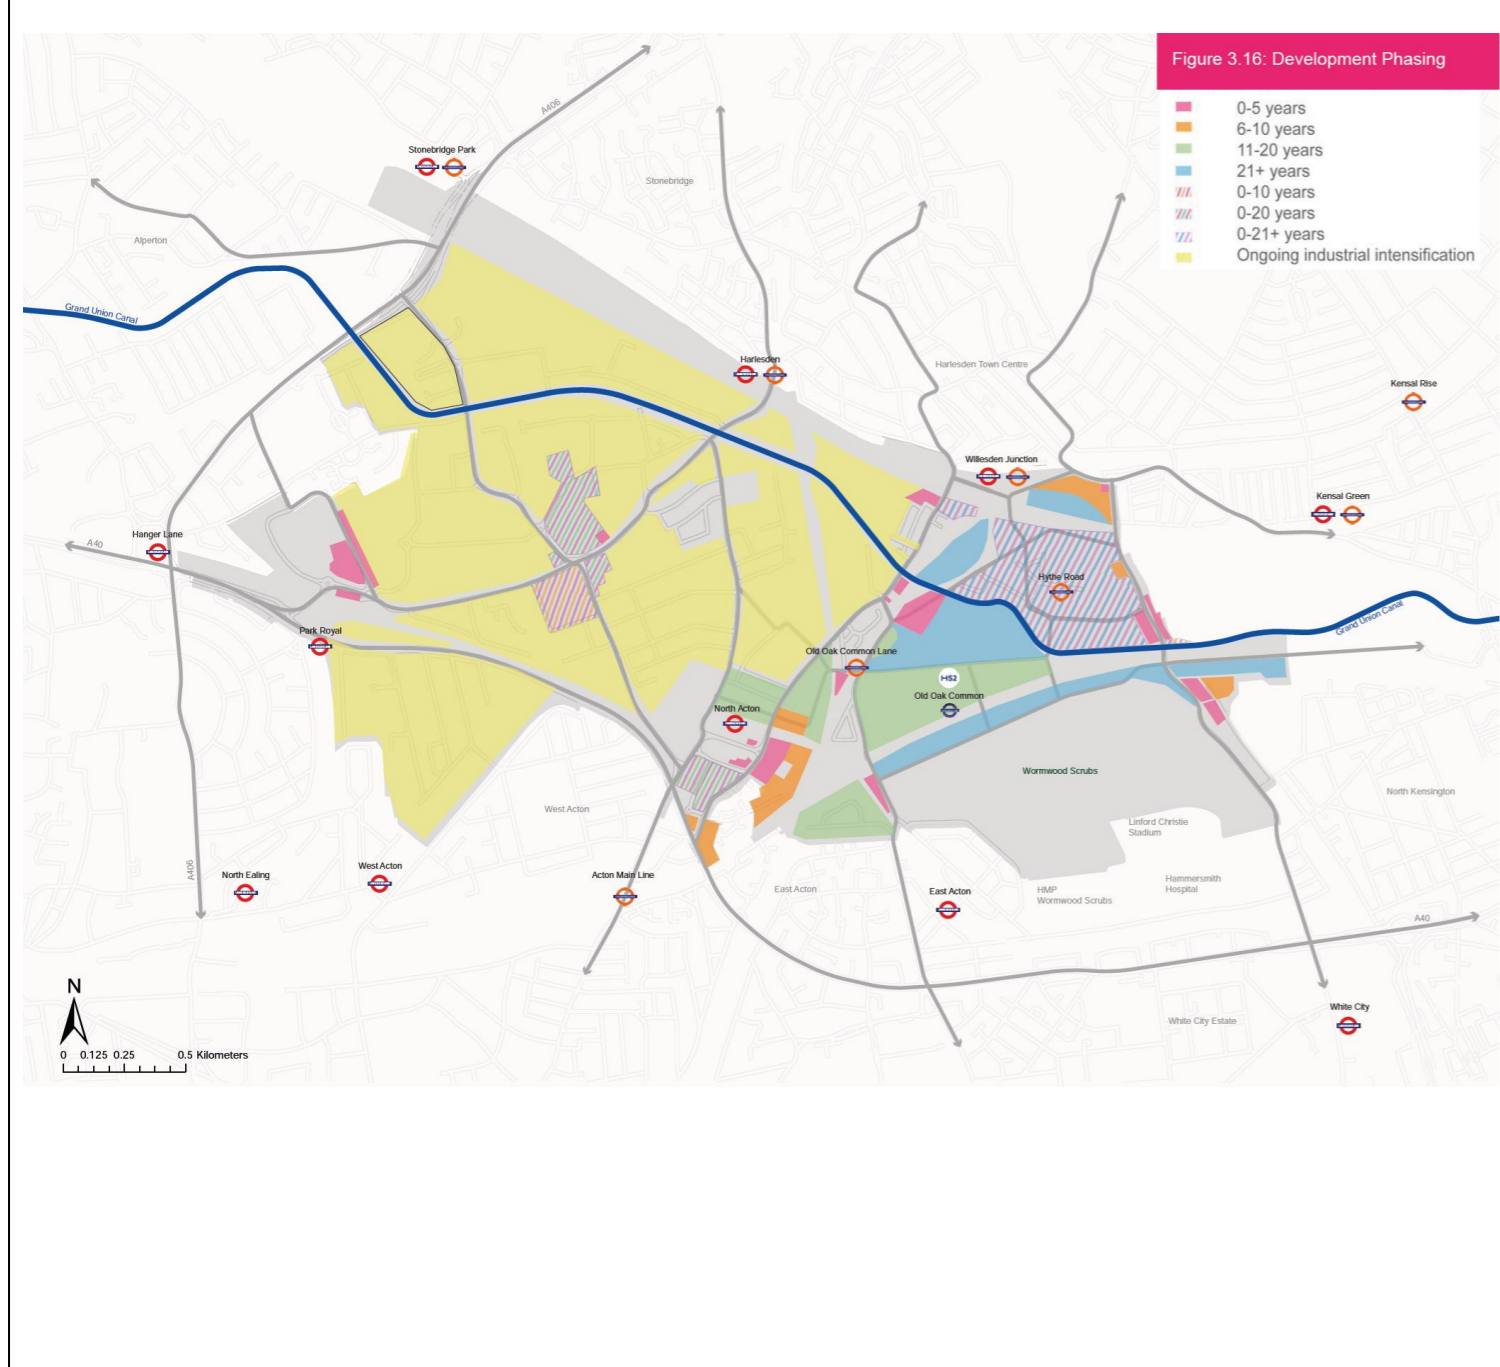 Figure 3.16: Development Phasing
0-5 years
6-10 years
11-20 years
21+ years
0-10 years
0-20 years
0-21+ years
Ongoing industrial intensification
A406
Stonebridge Park
Stonebridge
Alperton
Grand Union Canal
Harlesden
Harlesden Town Centre
Kensal Rise
Willesden Junction
Kensal Green
Hanger Lane
A40
Hythe Road
Grand Union Canal
Park Royal
Old Oak Common Lane
HS2
Old Oak Common
North Acton
Wormwood Scrubs
North Kensington
West Acton
Linford Christie
Stadium
A406
North Ealing
West Acton
Acton Main Line
East Acton
East Acton
HMP
Wormwood Scrubs
Hammersmith
Hospital
A40
N
White City
White City Estate
0 0.125 0.25 0.5 Kilometers